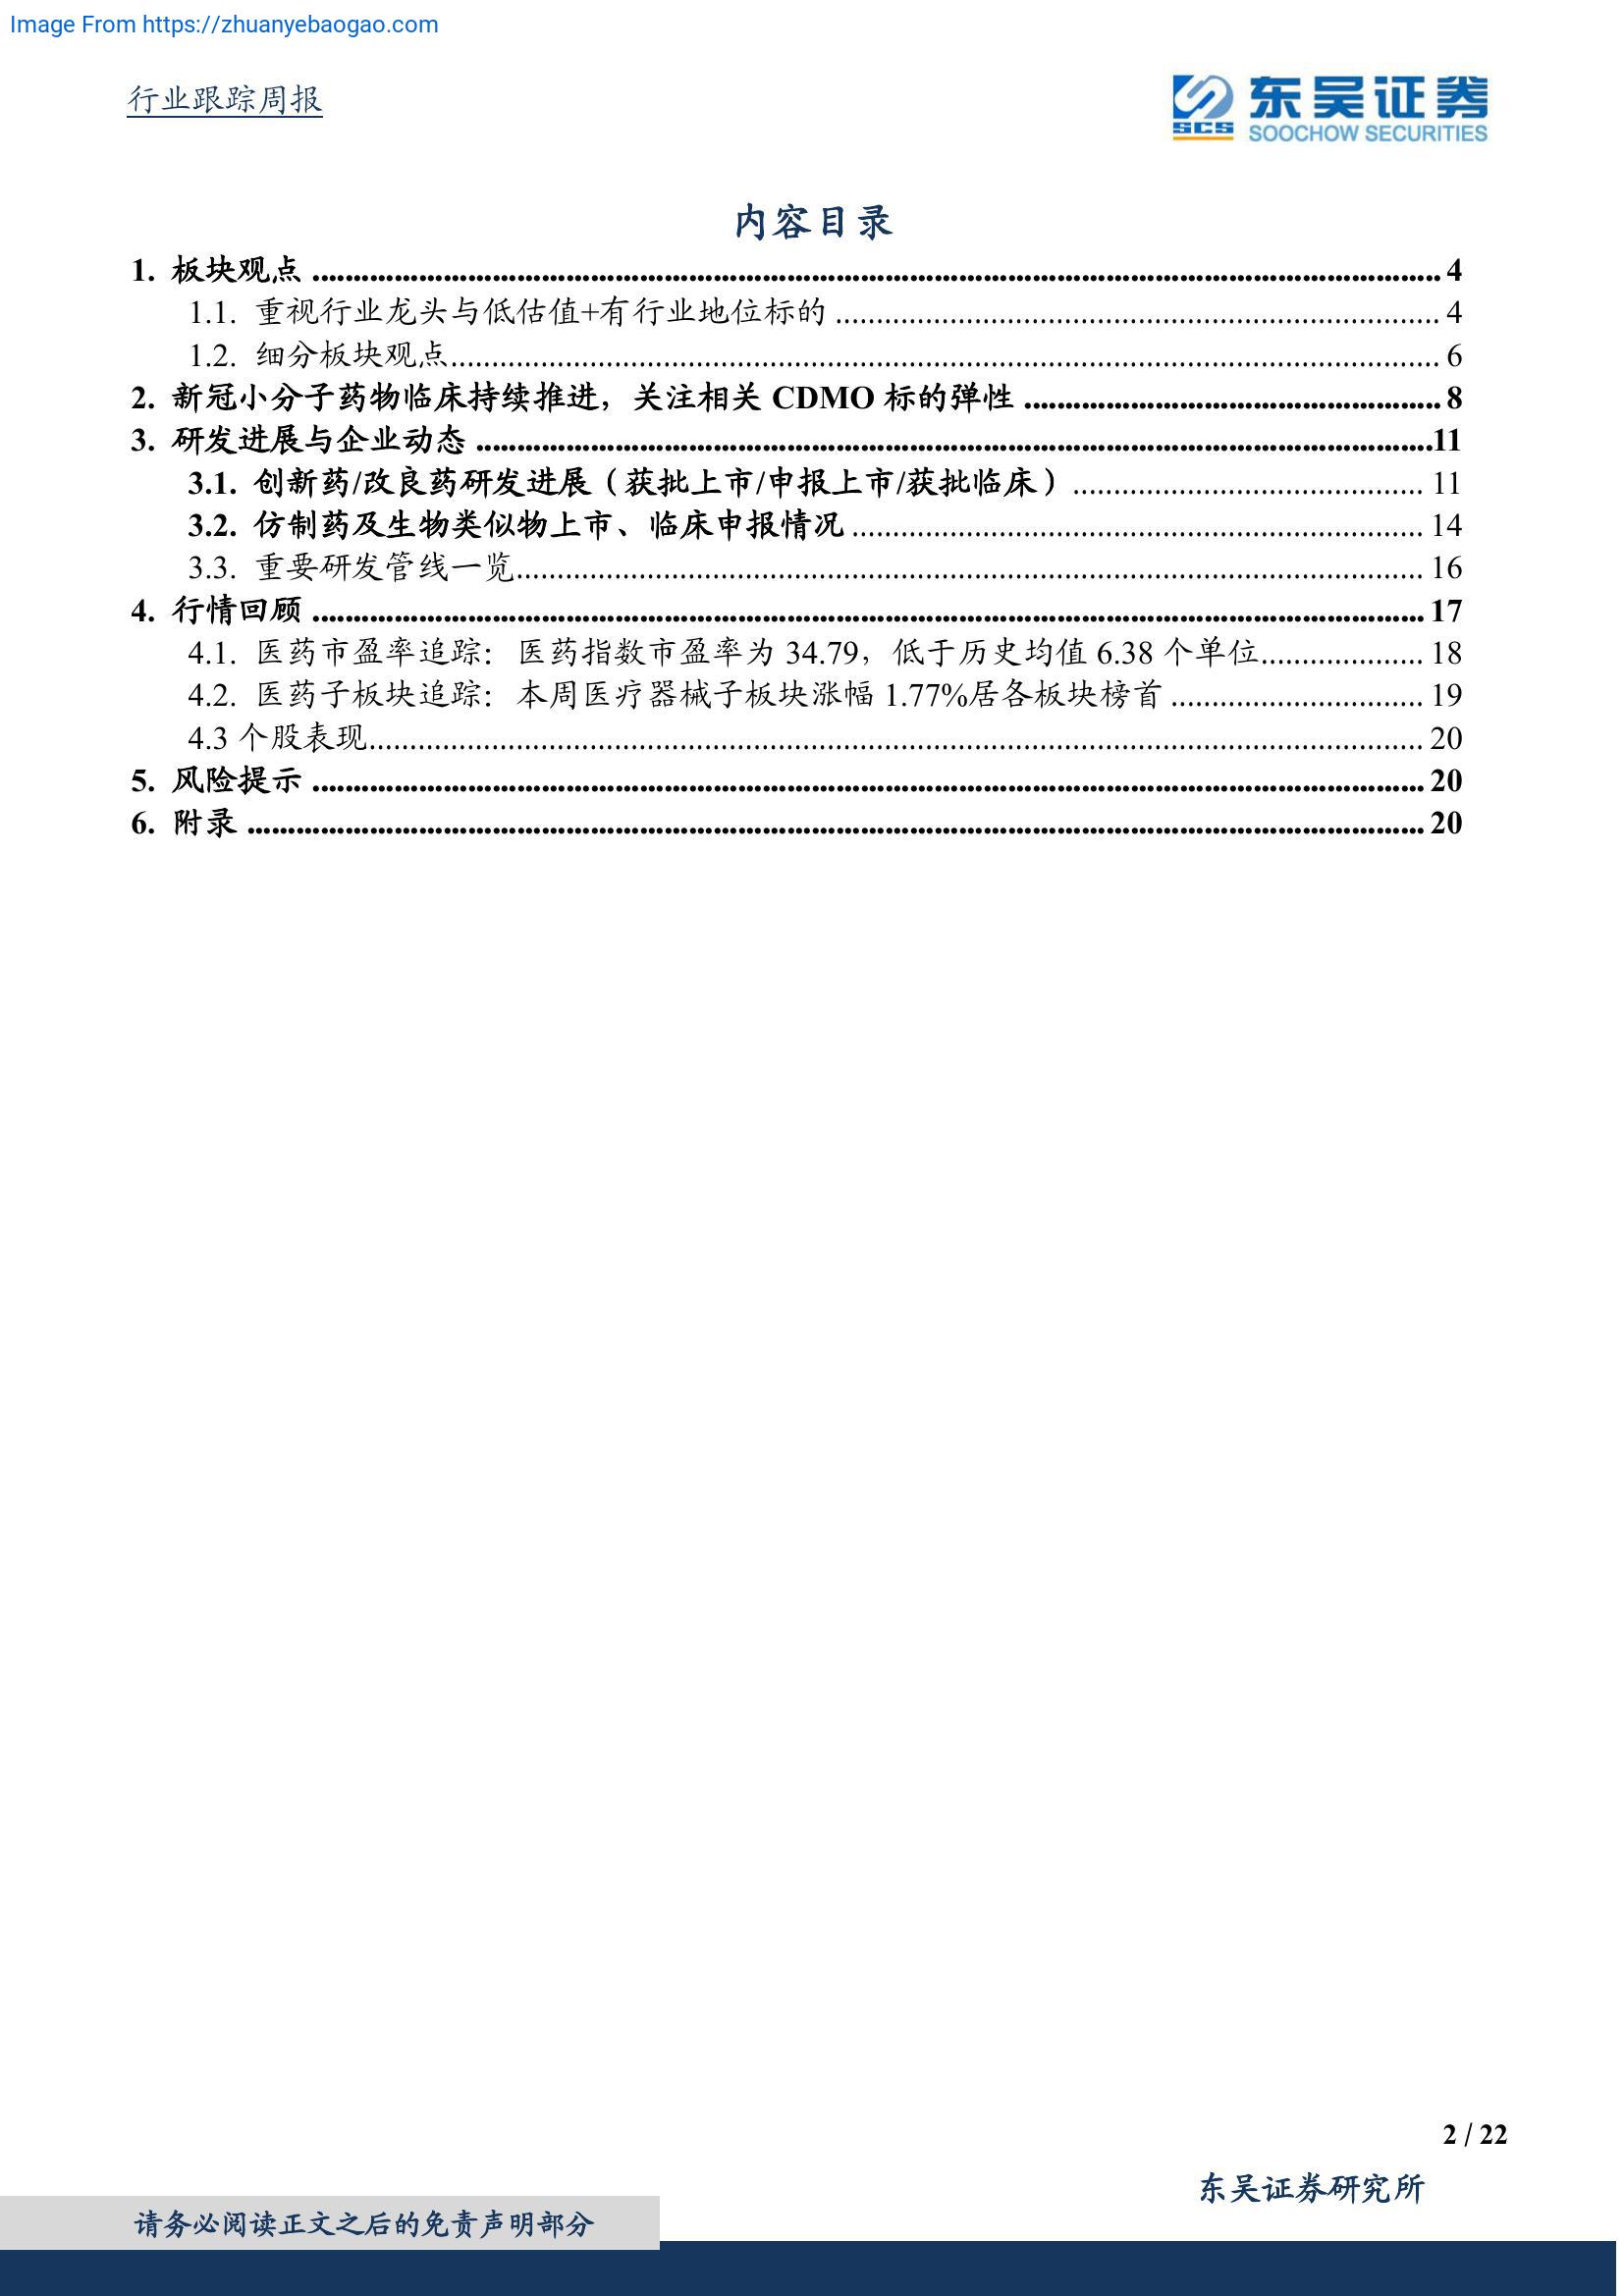 Image From https://zhuanyebaogao.com
行业跟踪周报
SCS 东吴证券
SOOCHOW SECURITIES
内容目录
1. 板块观点 ........ 4
1.1. 重视行业龙头与低估值+有行业地位标的 ........ 4
1.2. 细分板块观点........ 6
2. 新冠小分子药物临床持续推进，关注相关 CDMO 标的弹性 ........ 8
3. 研发进展与企业动态 ........ 11
3.1. 创新药/改良药研发进展（获批上市/申报上市/获批临床） ........ 11
3.2. 仿制药及生物类似物上市、临床申报情况 ........ 14
3.3. 重要研发管线一览........ 16
4. 行情回顾 ........ 17
4.1. 医药市盈率追踪：医药指数市盈率为 34.79，低于历史均值 6.38 个单位........ 18
4.2. 医药子板块追踪：本周医疗器械子板块涨幅 1.77%居各板块榜首 ........ 19
4.3 个股表现........ 20
5. 风险提示 ........ 20
6. 附录 ........ 20
2 / 22
东吴证券研究所
请务必阅读正文之后的免责声明部分